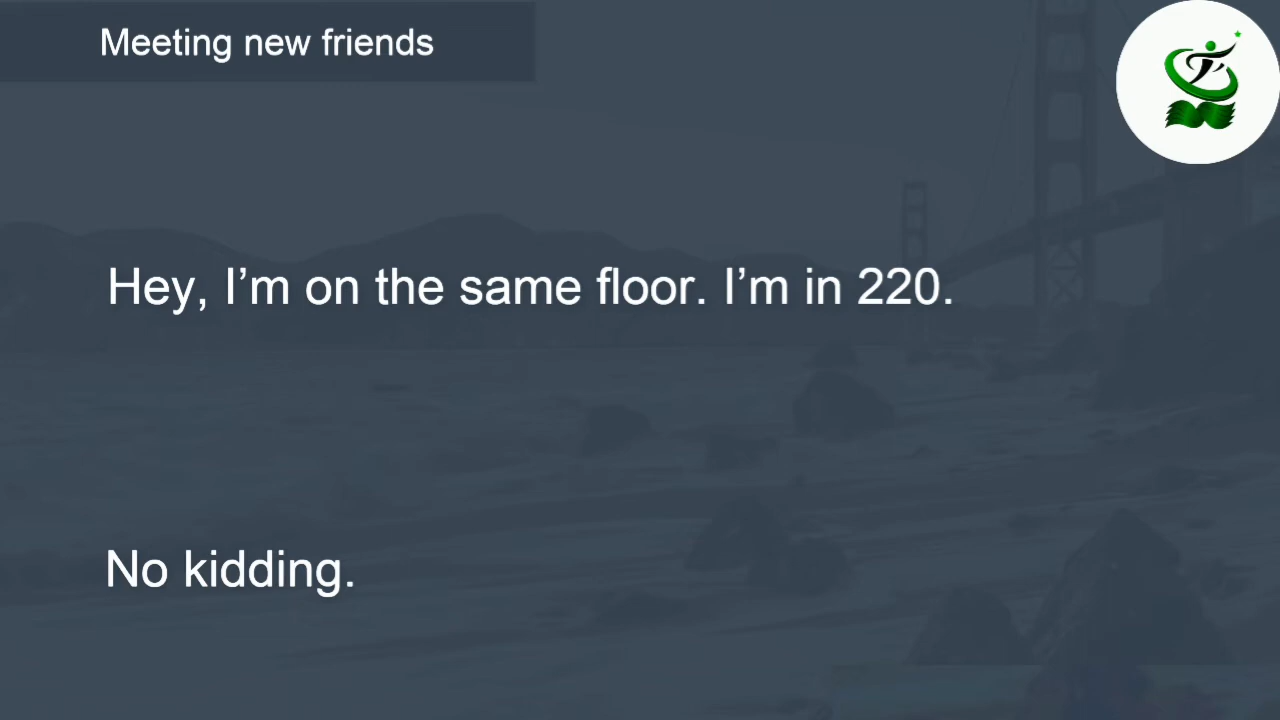 Meeting new friends
Hey, I’m on the same floor. I’m in 220.
No kidding.